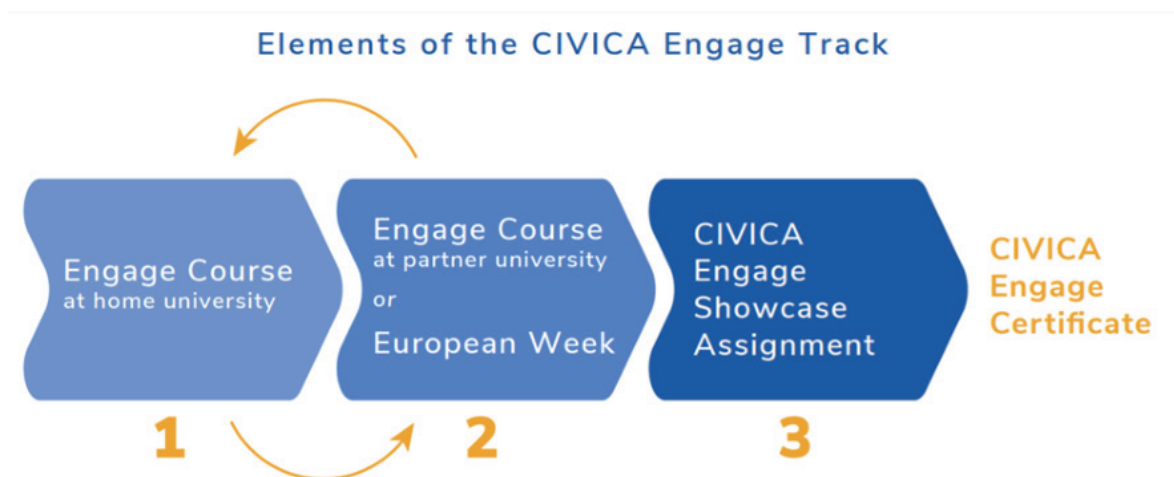 Elements of the CIVICA Engage Track
Engage Course
at home university
1
Engage Course
at partner university
or
European Week
2
CIVICA
Engage
Showcase
Assignment
3
CIVICA
Engage
Certificate